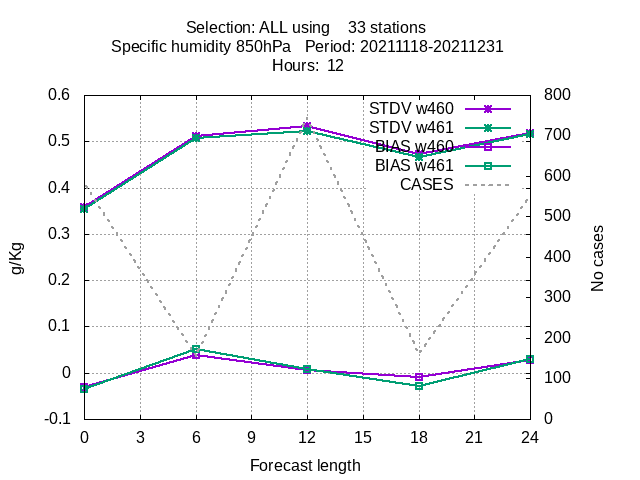 Selection: ALL using 33 stations
Specific humidity 850hPa Period: 20211118-20211231
Hours: 12
0.6
0.5
0.4
0.3
0.2
0.1
0
-0.1
g/Kg
800
700
600
500
400
300
200
100
0
No cases
STDV w460
STDV w461
BIAS w460
BIAS w461
CASES
0 3 6 9 12 15 18 21 24
Forecast length